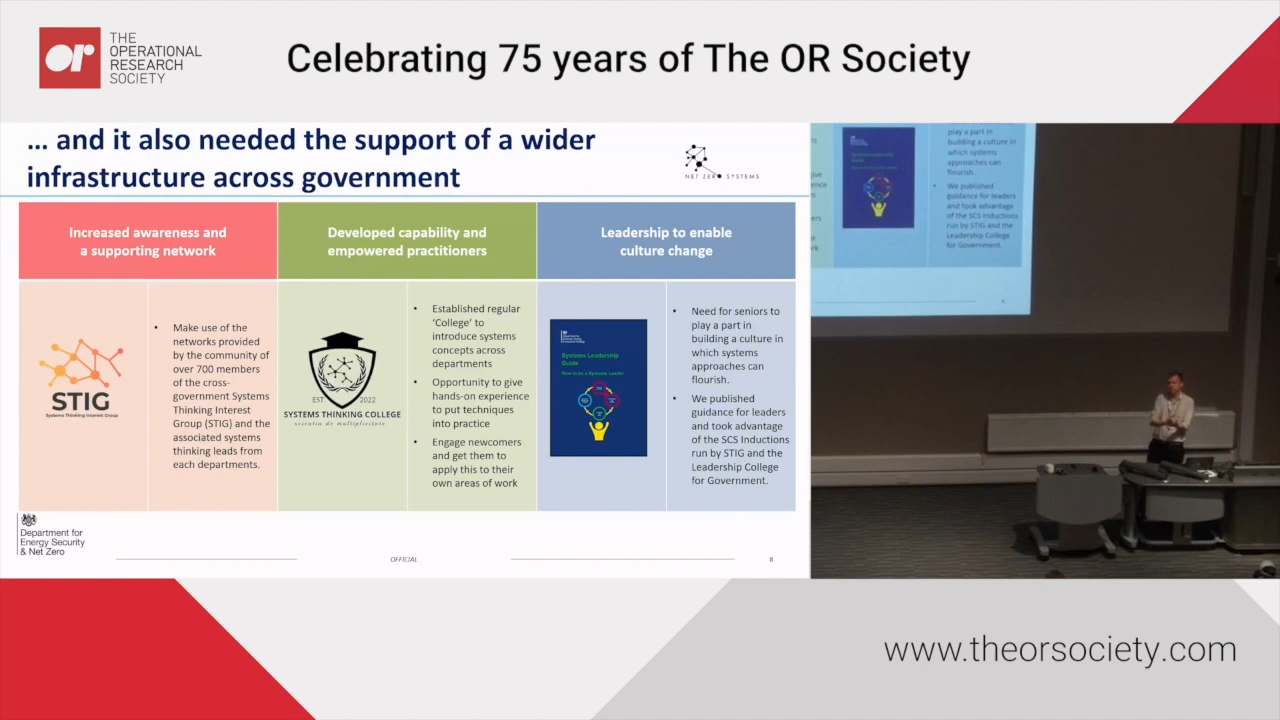 or
THE
OPERATIONAL
RESEARCH
SOCIETY
Celebrating 75 years of The OR Society
... and it also needed the support of a wider
infrastructure across government
NET ZERO SYSTEMS
Increased awareness and
a supporting network
Developed capability and
empowered practitioners
Leadership to enable
culture change
STIG
Systems Thinking Interest Group
• Make use of the
networks provided
by the community of
over 700 members
of the cross-
government Systems
Thinking Interest
Group (STIG) and the
associated systems
thinking leads from
each departments.
EST. 2022
SYSTEMS THINKING COLLEGE
scientia de multiplicitate
• Established regular
‘College’ to
introduce systems
concepts across
departments
• Opportunity to give
hands-on experience
to put techniques
into practice
• Engage newcomers
and get them to
apply this to their
own areas of work
Systems Leadership
Guide
How to be a Systems Leader
• Need for seniors to
play a part in
building a culture in
which systems
approaches can
flourish.
• We published
guidance for leaders
and took advantage
of the SCS Inductions
run by STIG and the
Leadership College
for Government.
Department for
Energy Security
& Net Zero
OFFICIAL
8
play a part in
building a culture in
which systems
approaches can
flourish.
• We published
guidance for leaders
and took advantage
of the SCS Inductions
run by STIG and the
Leadership College
for Government.
www.theorsociety.com